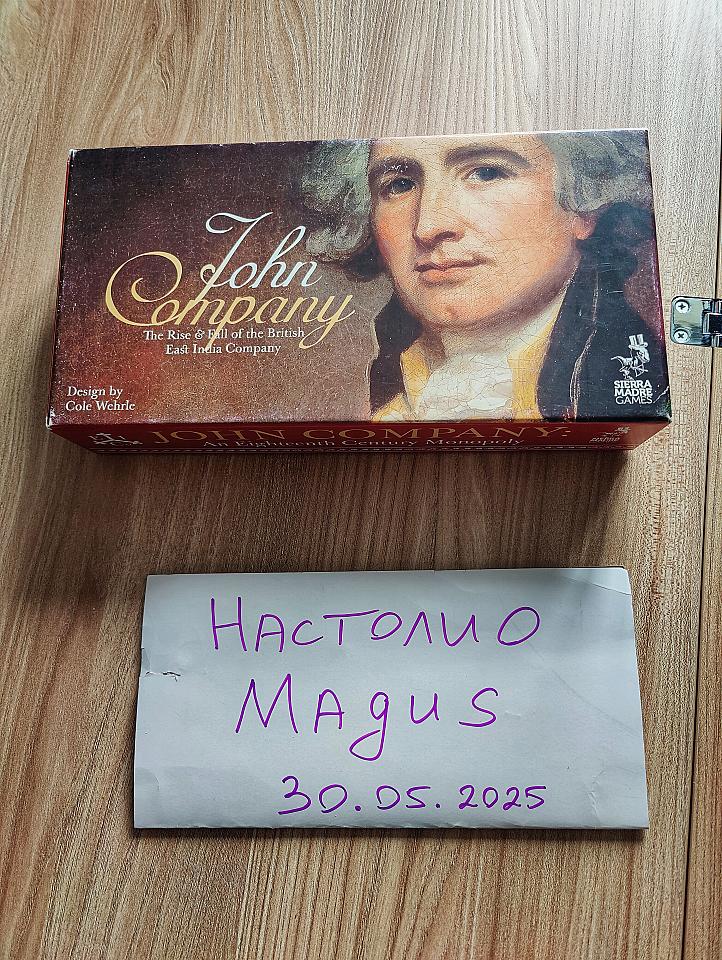 John
Company
The Rise & Fall of the British
East India Company
Design by
Cole Wehrle
SIERRA
MADRE
GAMES
JOHN COMPANY:
An Eighteenth Century Monopoly
Настолио
Magus
30.05.2025